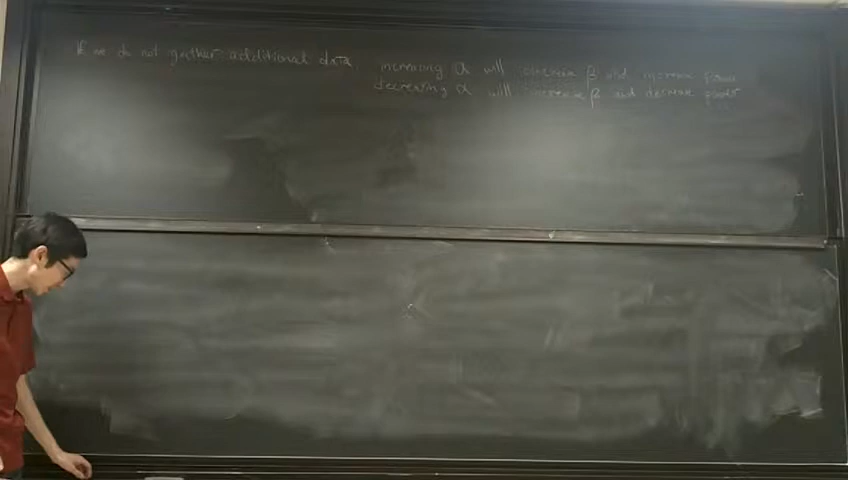 If we do not gather additional data
increasing α will decrease β and increase power
decreasing α will increase β and decrease power